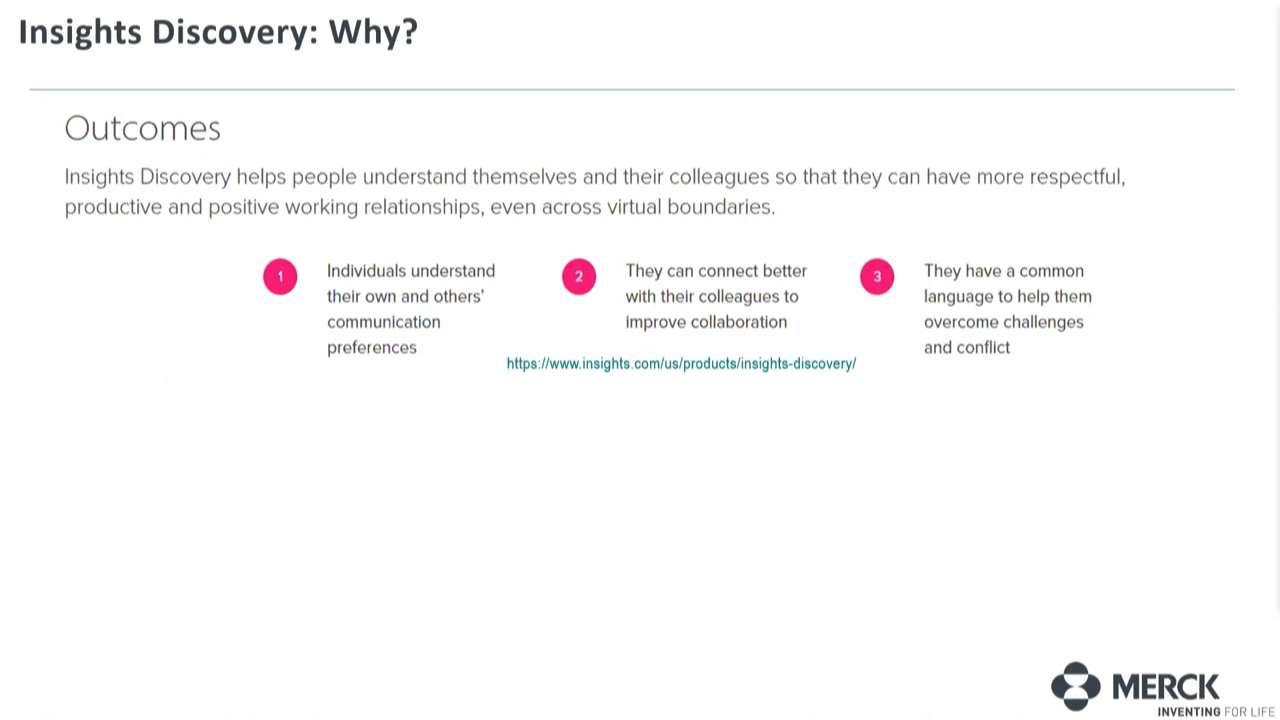 Insights Discovery: Why?
Outcomes
Insights Discovery helps people understand themselves and their colleagues so that they can have more respectful,
productive and positive working relationships, even across virtual boundaries.
1
Individuals understand
their own and others'
communication
preferences
2
They can connect better
with their colleagues to
improve collaboration
3
They have a common
language to help them
overcome challenges
and conflict
https://www.insights.com/us/products/insights-discovery/
MERCK
INVENTING FOR LIFE